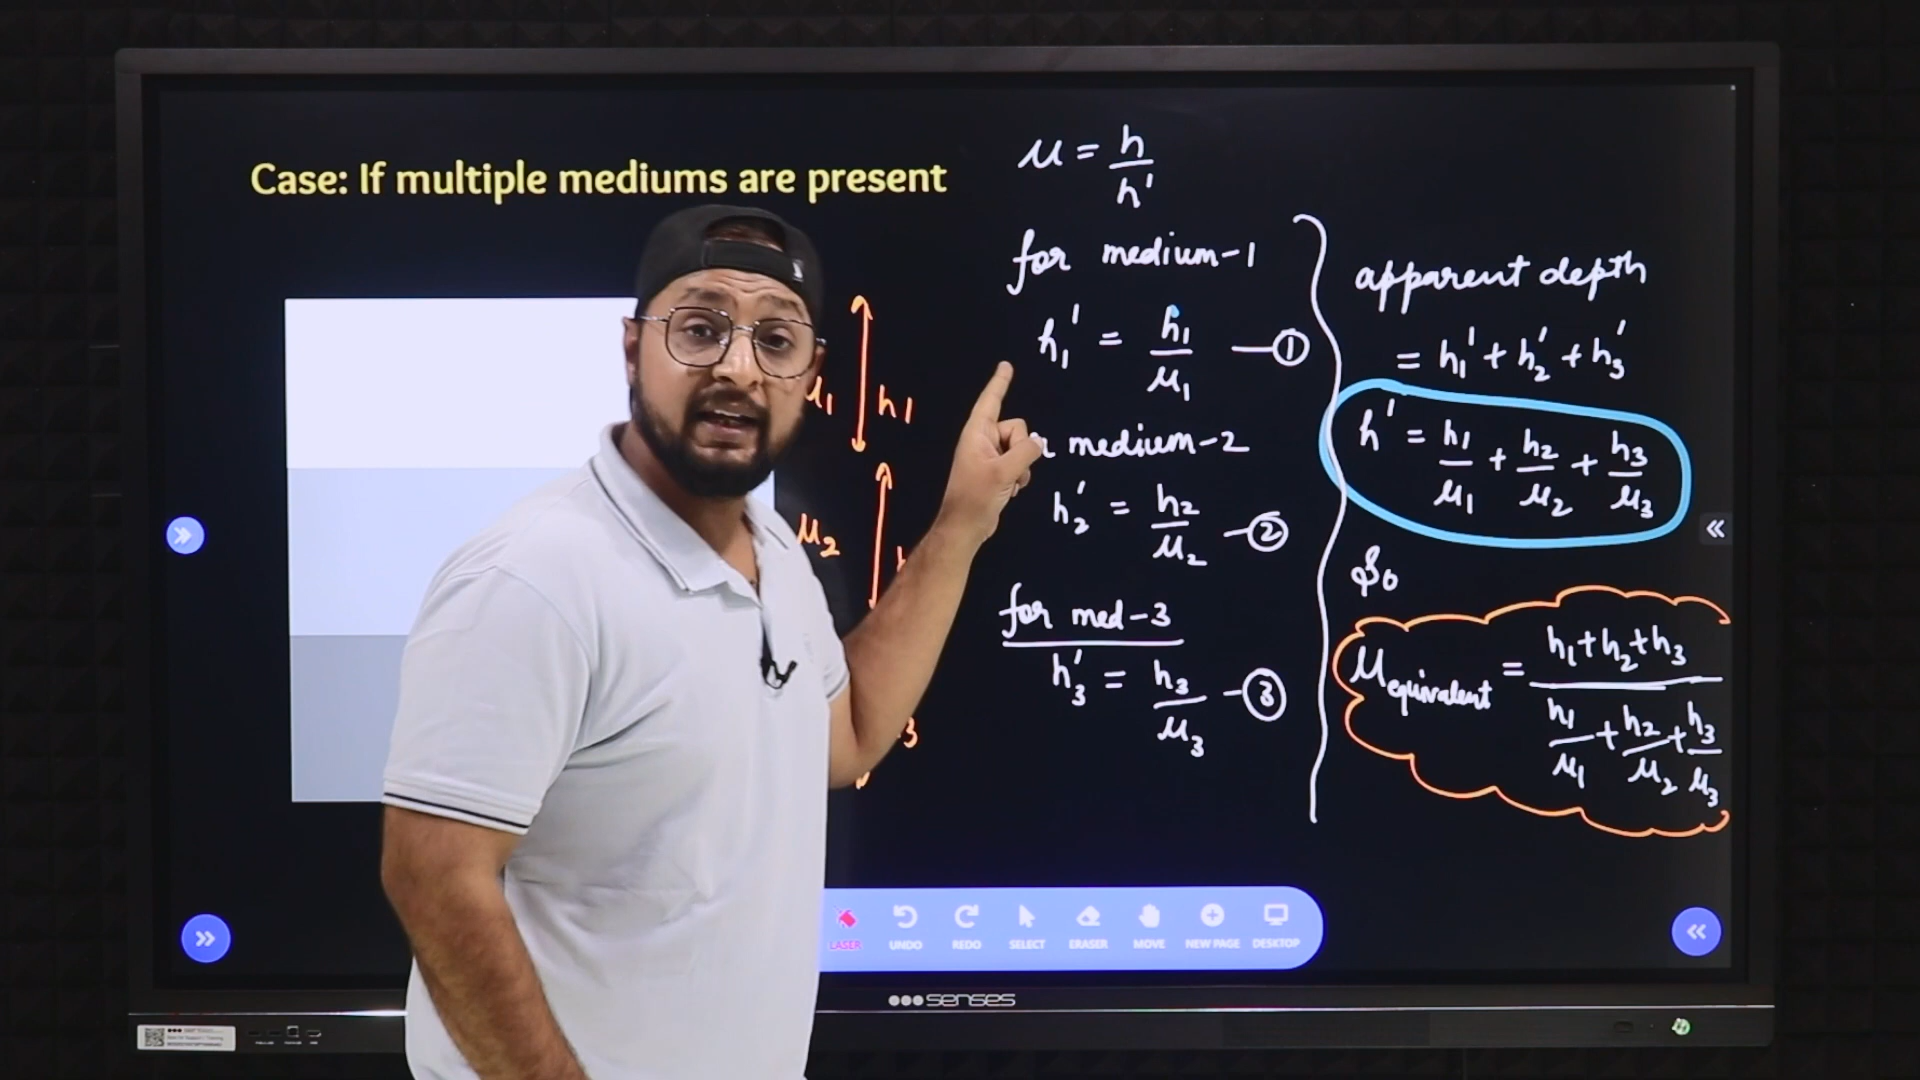 Case: If multiple mediums are present
μ = h/h'
for medium-1
h₁' = h₁/μ₁ —①
medium-2
h₂' = h₂/μ₂ —②
for med-3
h₃' = h₃/μ₃ —③
apparent depth
= h₁' + h₂' + h₃'
h' = h₁/μ₁ + h₂/μ₂ + h₃/μ₃
So
μequivalent = (h₁+h₂+h₃)/(h₁/μ₁+h₂/μ₂+h₃/μ₃)
μ₁ h1
μ₂
3
LASER UNDO REDO SELECT ERASER MOVE NEW PAGE DESKTOP
senses